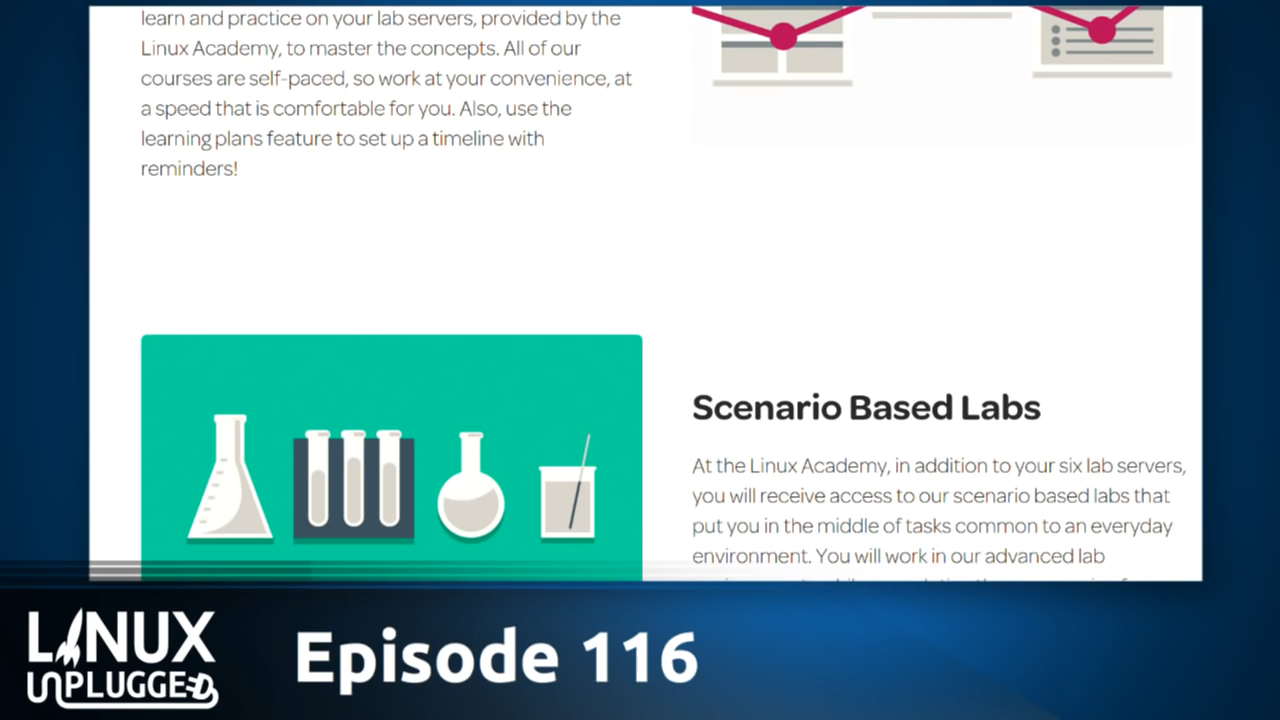 learn and practice on your lab servers, provided by the
Linux Academy, to master the concepts. All of our
courses are self-paced, so work at your convenience, at
a speed that is comfortable for you. Also, use the
learning plans feature to set up a timeline with
reminders!
Scenario Based Labs
At the Linux Academy, in addition to your six lab servers,
you will receive access to our scenario based labs that
put you in the middle of tasks common to an everyday
environment. You will work in our advanced lab
LINUX
UNPLUGGED
Episode 116